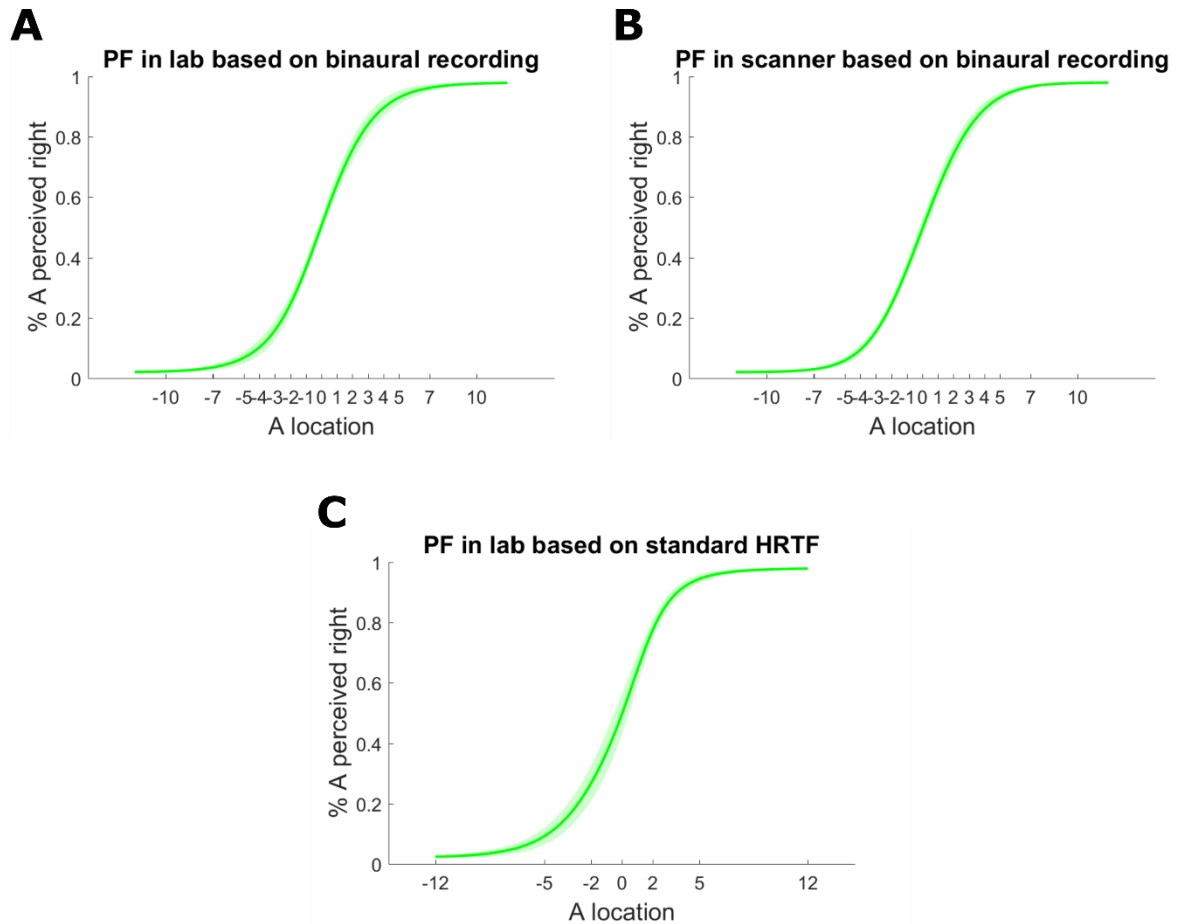 A
PF in lab based on binaural recording
1
0.8
0.6
0.4
0.2
0
% A perceived right
-10 -7 -5 -4 -3 -2 -1 0 1 2 3 4 5 7 10
A location
B
PF in scanner based on binaural recording
1
0.8
0.6
0.4
0.2
0
% A perceived right
-10 -7 -5 -4 -3 -2 -1 0 1 2 3 4 5 7 10
A location
C
PF in lab based on standard HRTF
1
0.8
0.6
0.4
0.2
0
% A perceived right
-12 -5 -2 0 2 5 12
A location